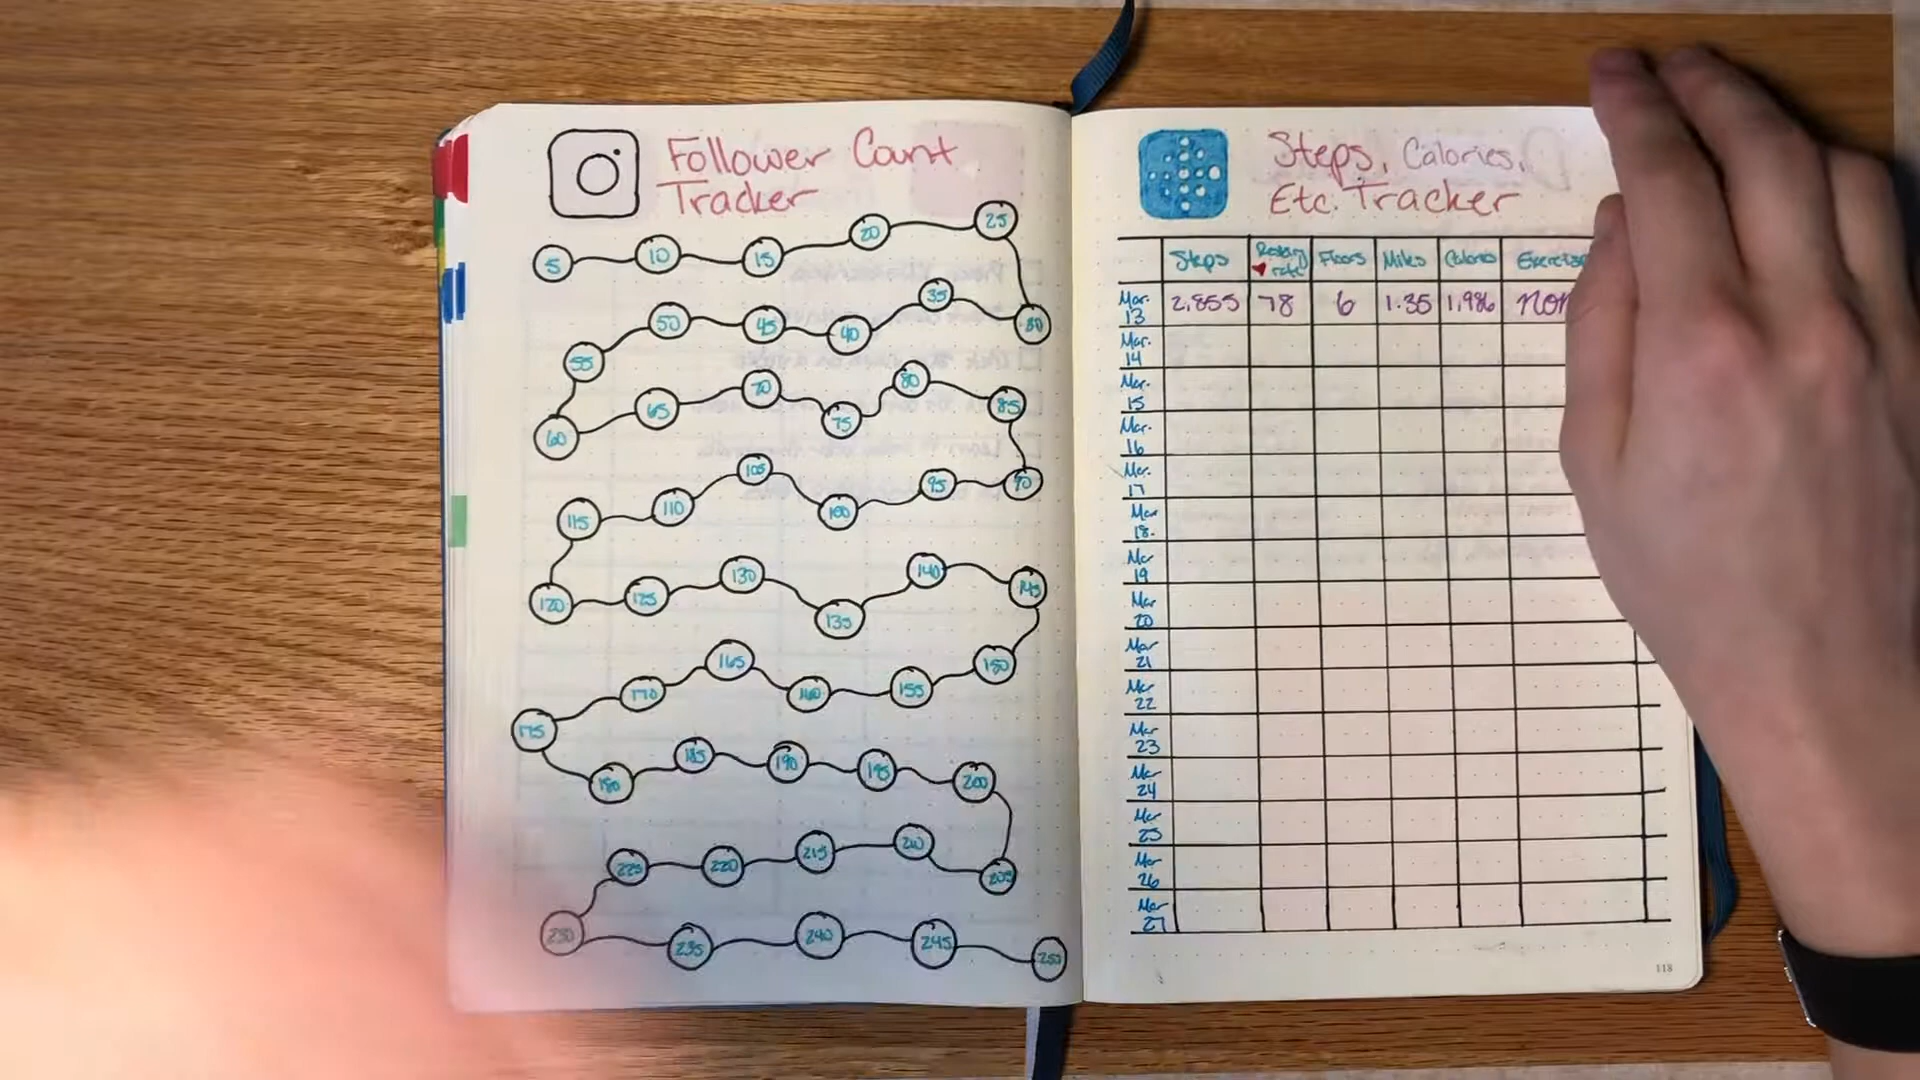 Follower Count
Tracker
5 10 15 20 25
50 45 40 35 30
55
60 65 70 75 80 85
115 110 105 100 95 90
120 125 130 135 140 145
175 170 165 160 155 150
180 185 190 195 200
225 220 215 210 205
230 235 240 245 250
Steps, Calories,
Etc. Tracker
Steps Resting Floors Miles Calories
rate
Mar. 2,855 78 6 1.35 1,986
13
Mar.
14
Mar.
15
Mar.
16
Mar.
17
Mar
18.
Mar
19
Mar
20
Mar
21
Mar
22
Mar
23
Mar
24
Mar
25
Mar
26
Mar
27
118